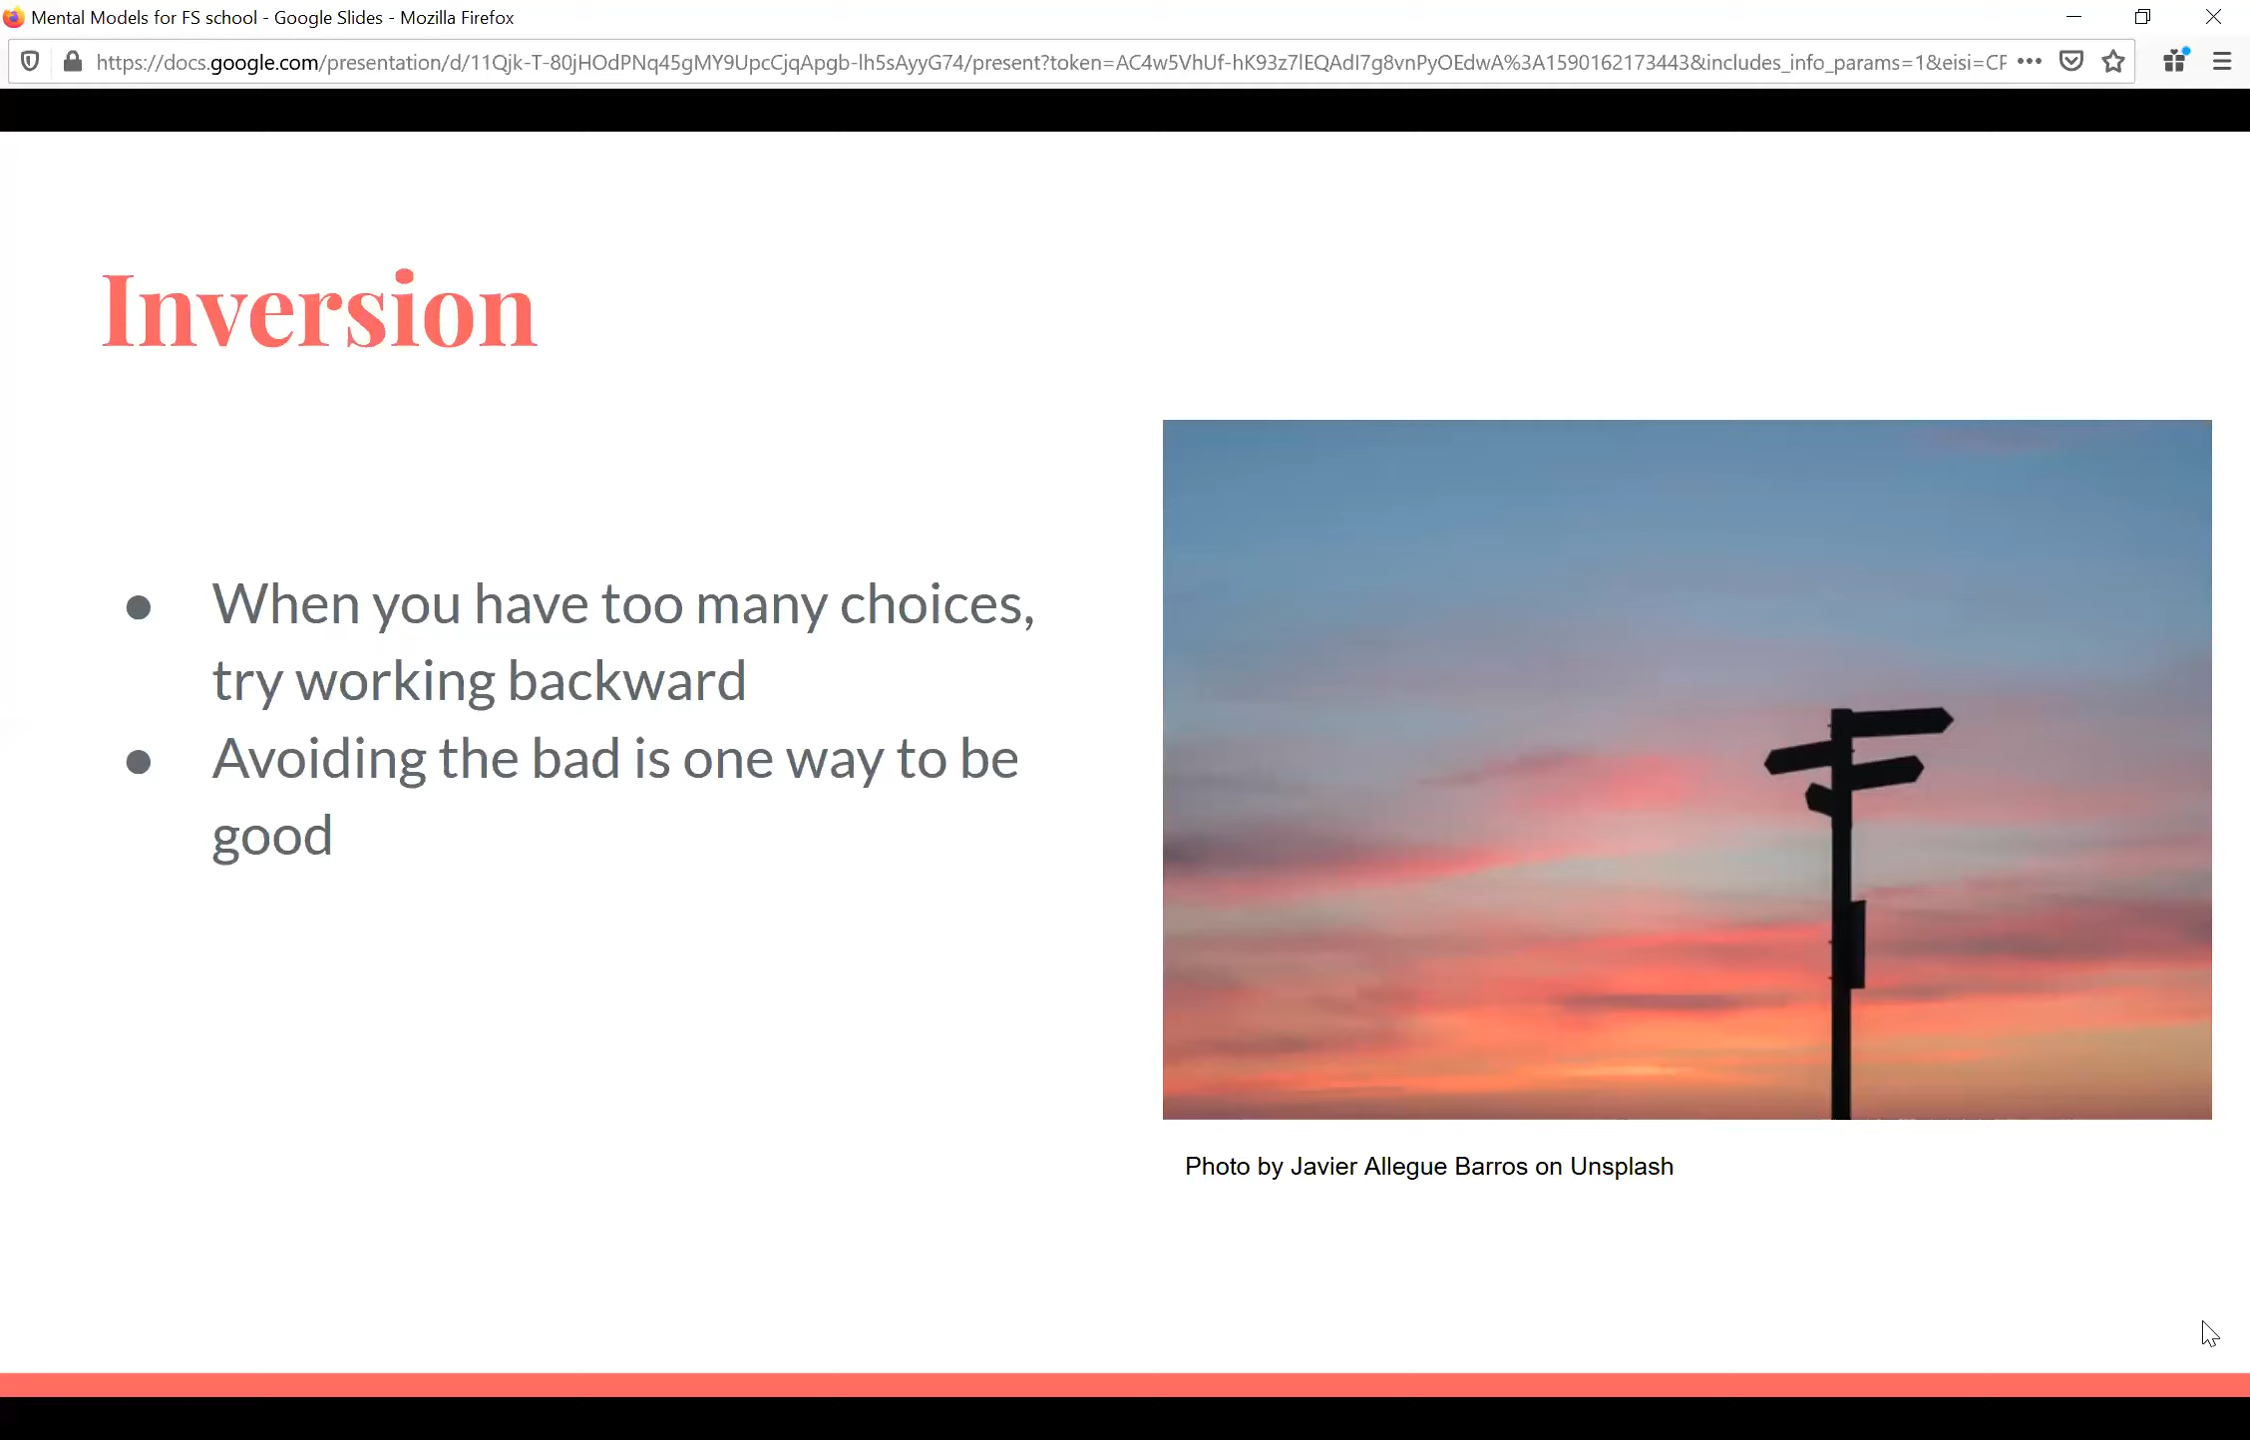 Mental Models for FS school - Google Slides - Mozilla Firefox
https://docs.google.com/presentation/d/11Qjk-T-80jHOdPNq45gMY9UpcCjqApgb-lh5sAyyG74/present?token=AC4w5VhUf-hK93z7lEQAdI7g8vnPyOEdwA%3A1590162173443&includes_info_params=1&eisi=CF
Inversion
● When you have too many choices,
try working backward
● Avoiding the bad is one way to be
good
Photo by Javier Allegue Barros on Unsplash